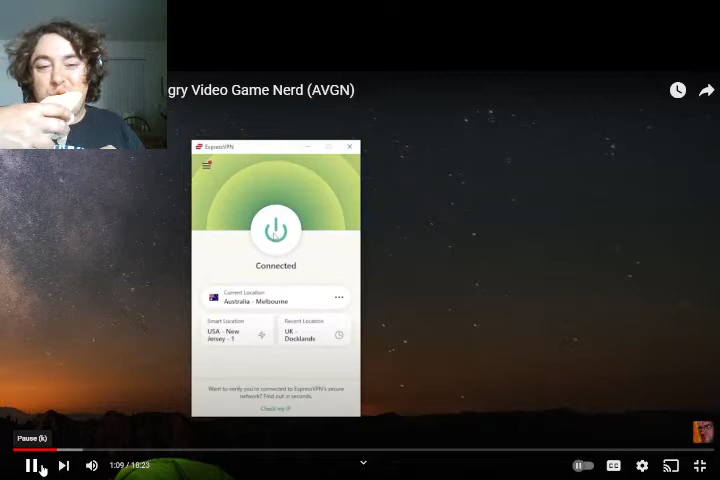 gry Video Game Nerd (AVGN)
ExpressVPN
Connected
Current Location
Australia - Melbourne
Smart Location
USA - New
Jersey - 1
Recent Location
UK -
Docklands
Want to verify you're connected to ExpressVPN's secure
network? Find out in seconds.
Check my IP
Pause (k)
1:09 / 18:23
CC